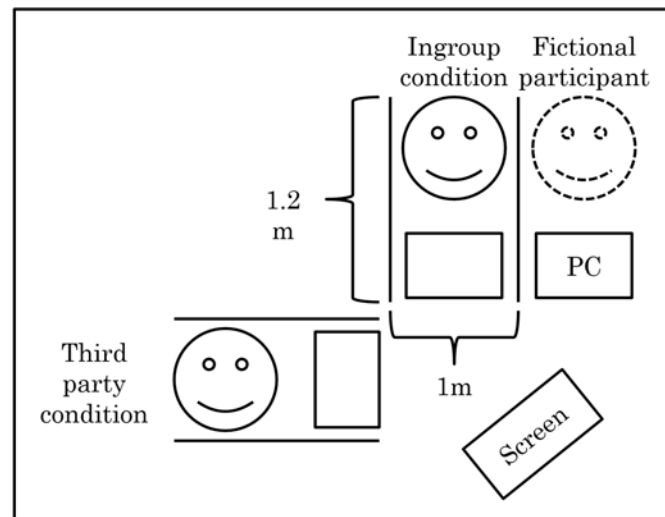 Ingroup
condition
Fictional
participant
1.2
m
PC
Third
party
condition
1m
Screen